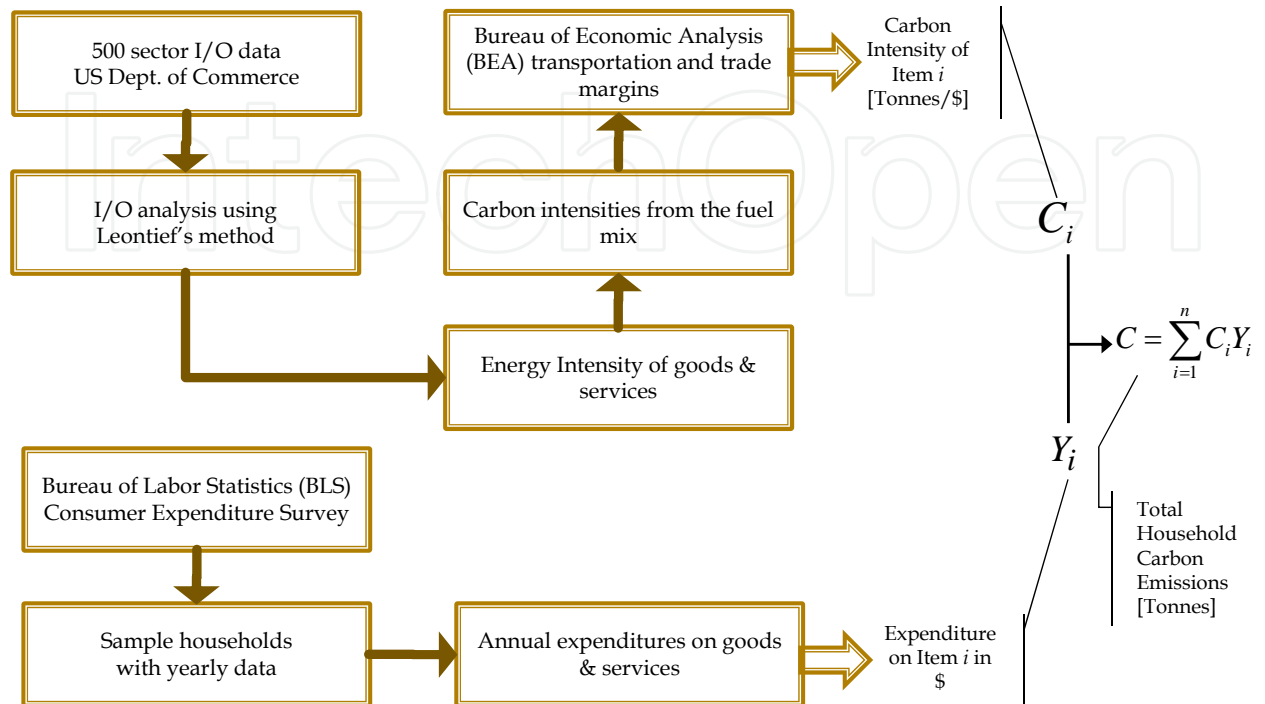 500 sector I/O data
US Dept. of Commerce
I/O analysis using
Leontief's method
Bureau of Economic Analysis
(BEA) transportation and trade
margins
Carbon intensities from the fuel
mix
Energy Intensity of goods &
services
Carbon
Intensity of
Item i
[Tonnes/$]
C_i
C = \sum_{i=1}^{n} C_i Y_i
Y_i
Total
Household
Carbon
Emissions
[Tonnes]
Bureau of Labor Statistics (BLS)
Consumer Expenditure Survey
Sample households
with yearly data
Annual expenditures on goods
& services
Expenditure
on Item i in
$
IntechOpen